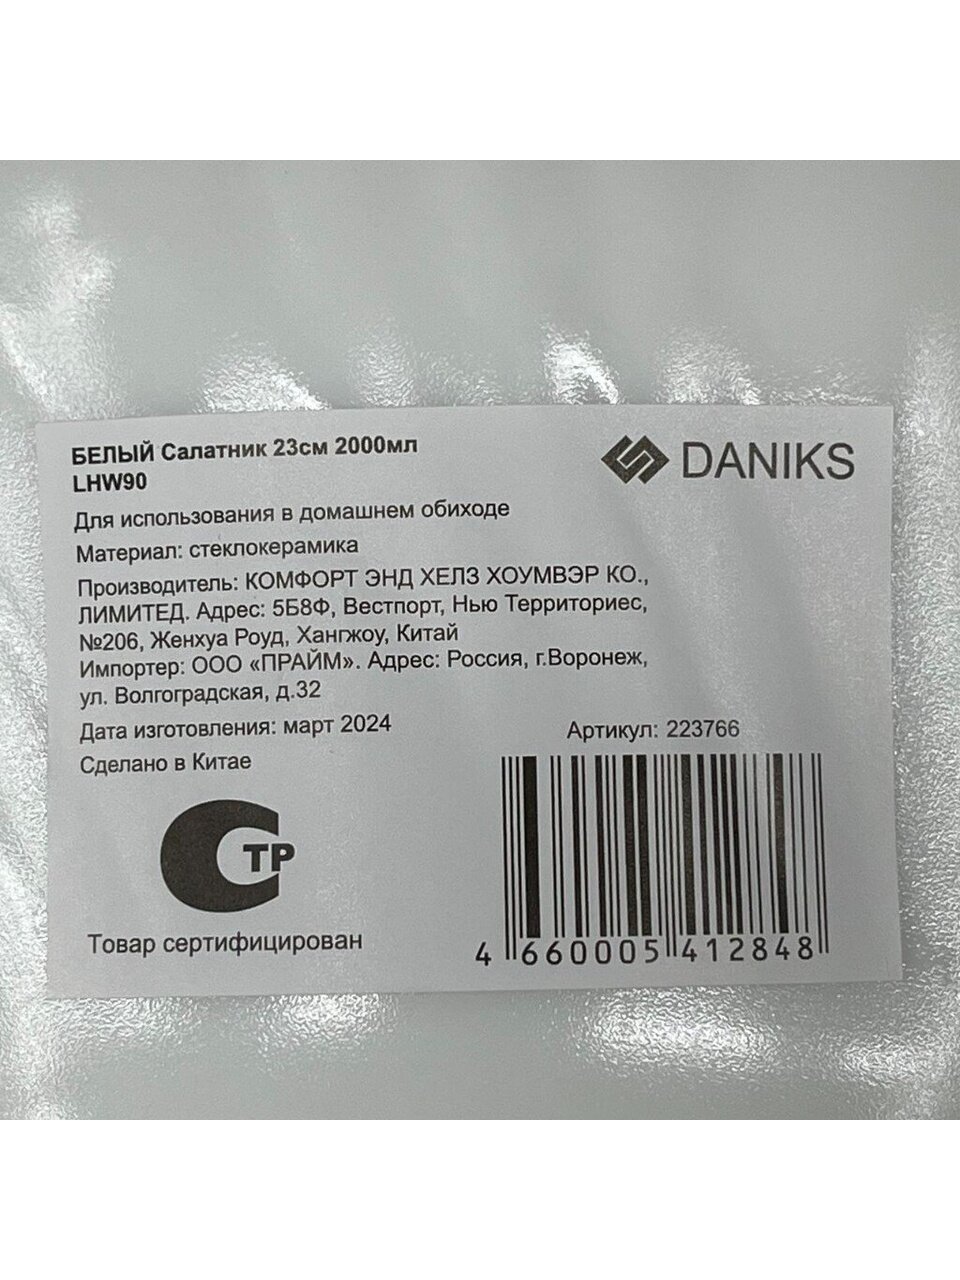 БЕЛЫЙ Салатник 23см 2000мл
LHW90
DANIKS
Для использования в домашнем обиходе
Материал: стеклокерамика
Производитель: КОМФОРТ ЭНД ХЕЛЗ ХОУМВЭР КО.,
ЛИМИТЕД. Адрес: 5Б8Ф, Вестпорт, Нью Территориес,
№206, Женхуа Роуд, Хангжоу, Китай
Импортер: ООО «ПРАЙМ». Адрес: Россия, г.Воронеж,
ул. Волгоградская, д.32
Дата изготовления: март 2024
Сделано в Китае
Артикул: 223766
ТР
Товар сертифицирован
4 660005 412848